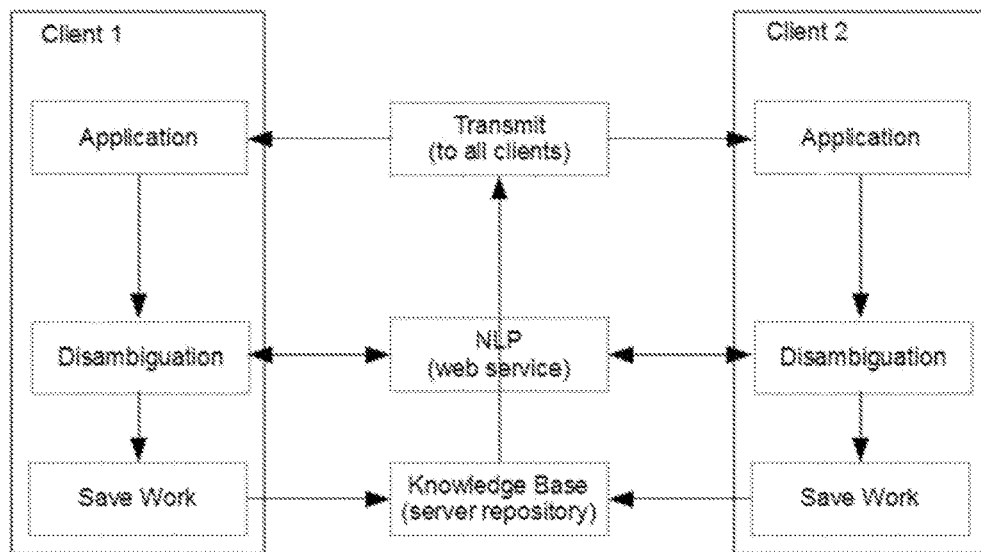 Client 1
Client 2
Application
Transmit
(to all clients)
Application
Disambiguation
NLP
(web service)
Disambiguation
Save Work
Knowledge Base
(server repository)
Save Work